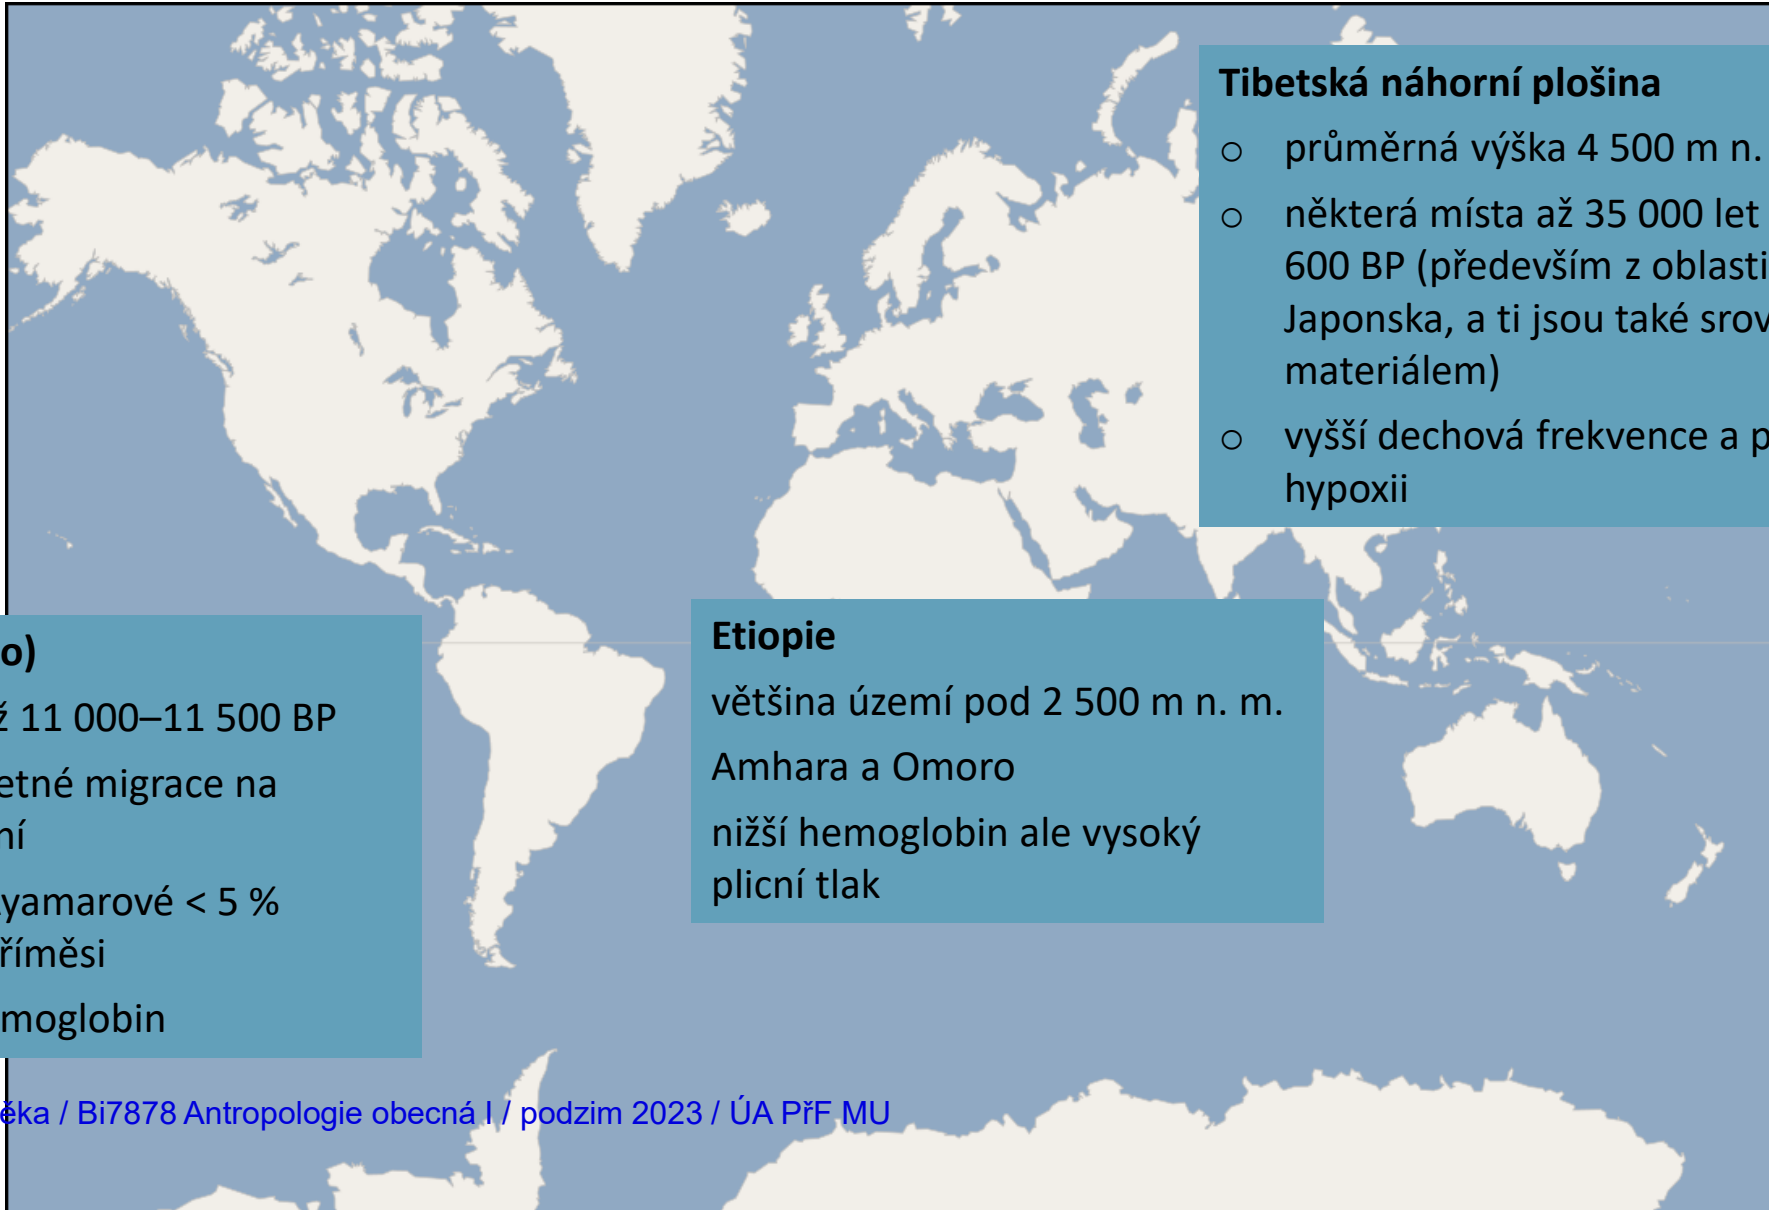 Tibetská náhorní plošina
o průměrná výška 4 500 m n.
o některá místa až 35 000 let
600 BP (především z oblasti
Japonska, a ti jsou také srov
materiálem)
o vyšší dechová frekvence a p
hypoxii
o)
ž 11 000–11 500 BP
etné migrace na
ní
yamarové < 5 %
říměsi
moglobin
Etiopie
většina území pod 2 500 m n. m.
Amhara a Omoro
nižší hemoglobin ale vysoký
plicní tlak
ěka / Bi7878 Antropologie obecná I / podzim 2023 / ÚA PřF MU